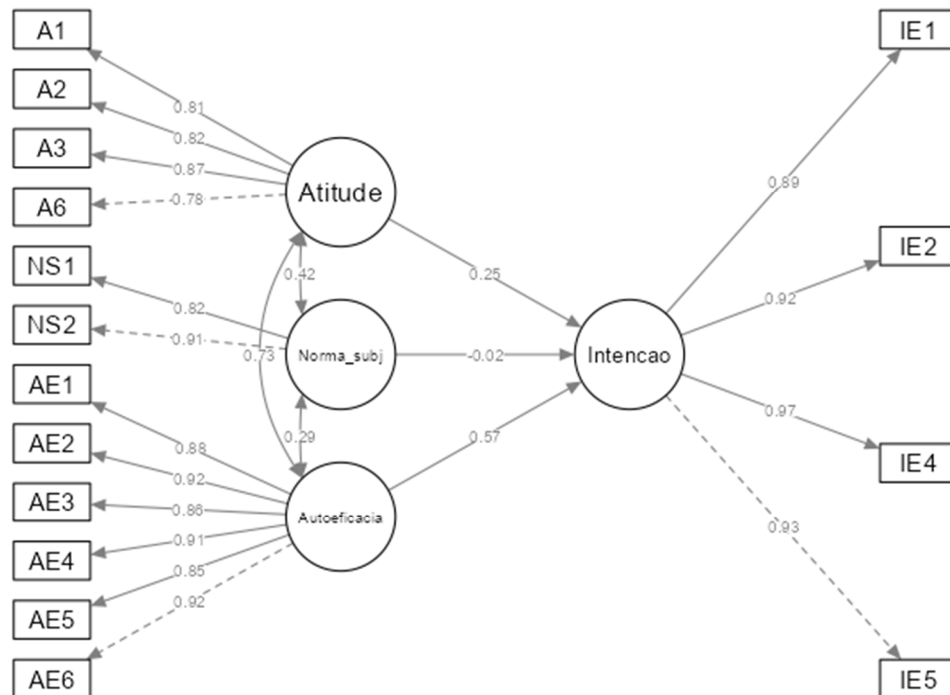 A1
A2
A3
A6
NS1
NS2
AE1
AE2
AE3
AE4
AE5
AE6
0.81
0.82
0.87
0.78
0.82
0.91
0.88
0.92
0.86
0.91
0.85
0.92
Atitude
0.42
Norma_subj
0.73
0.29
Autoeficacia
0.25
-0.02
0.57
Intencao
0.89
0.92
0.97
0.93
IE1
IE2
IE4
IE5